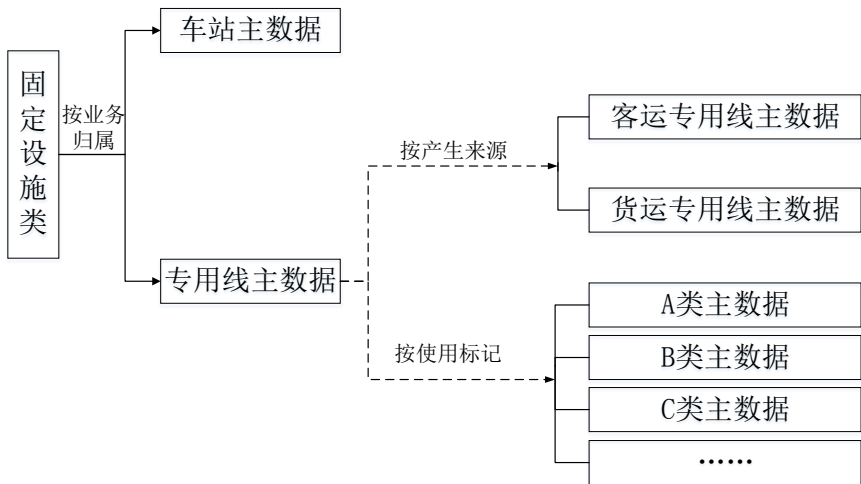 固定设施类
按业务
归属
车站主数据
专用线主数据
按产生来源
客运专用线主数据
货运专用线主数据
按使用标记
A类主数据
B类主数据
C类主数据
……